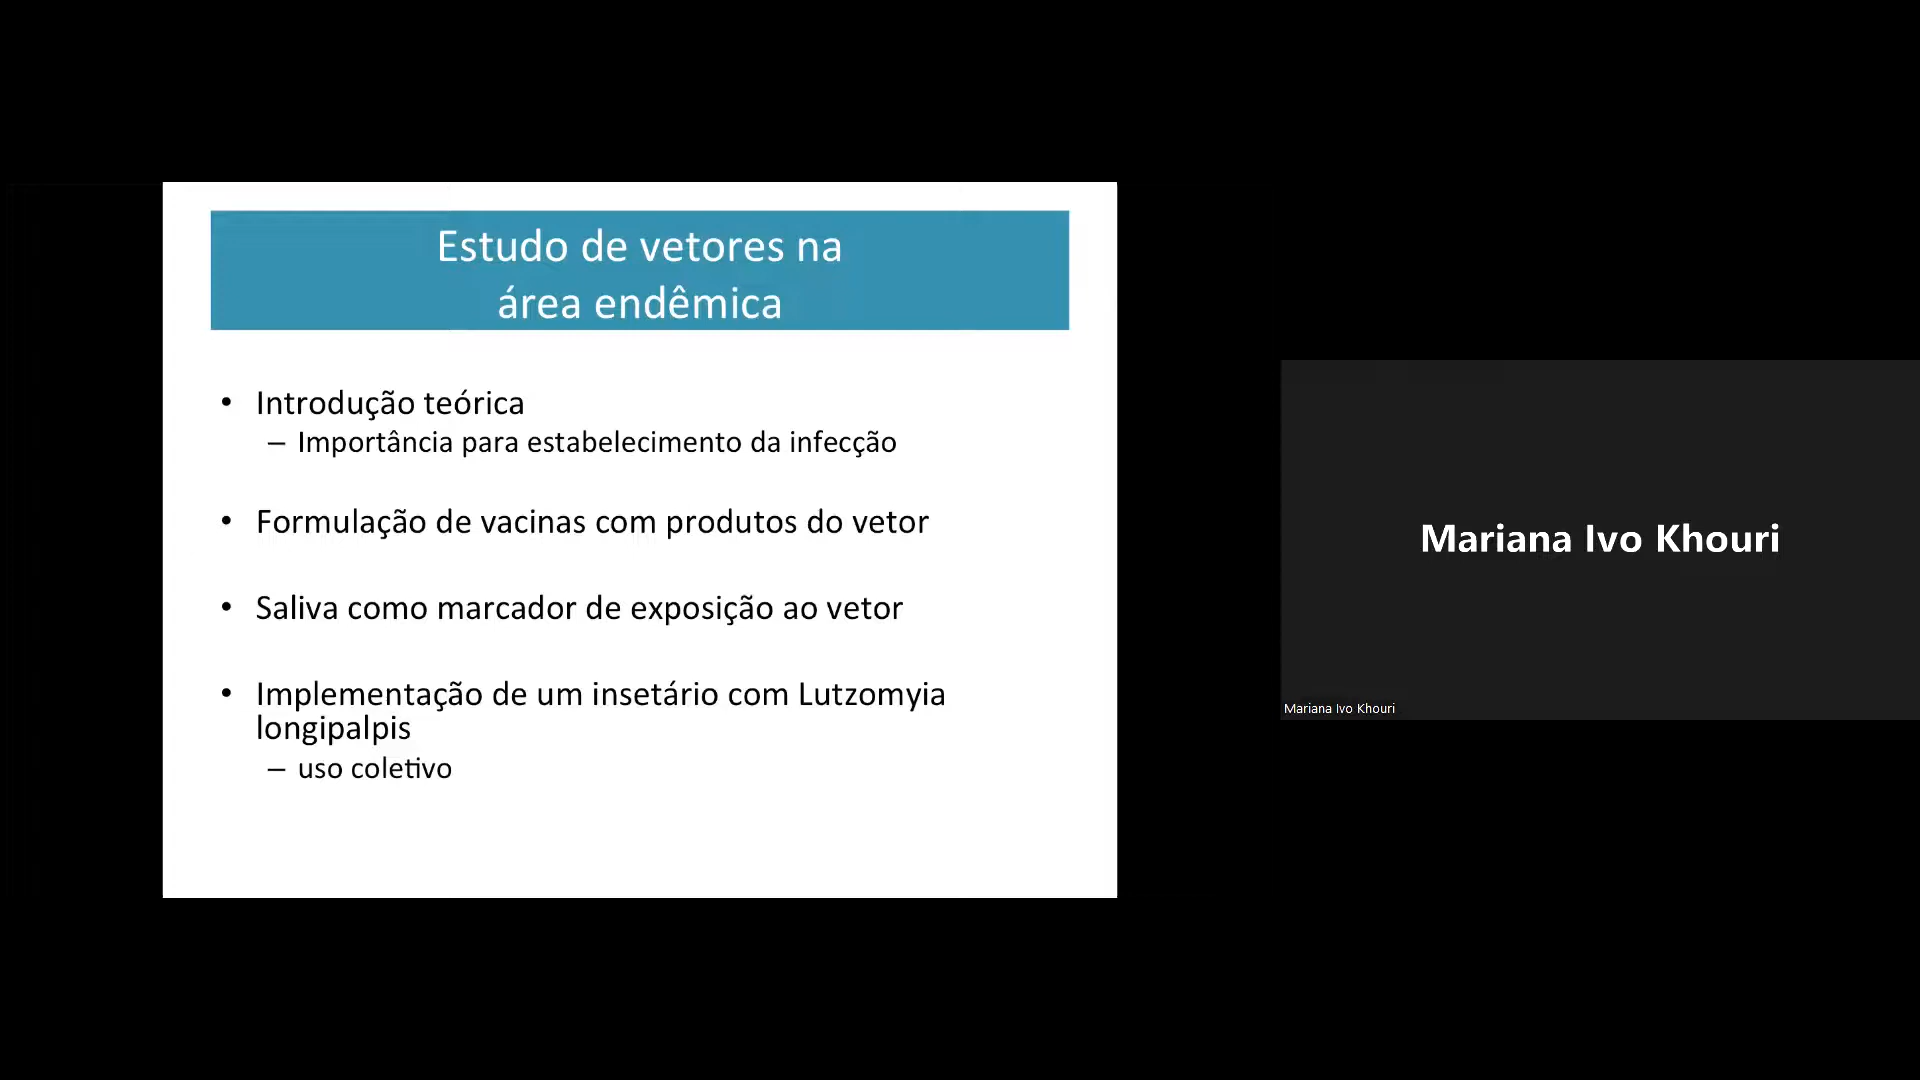 Estudo de vetores na
área endêmica
• Introdução teórica
– Importância para estabelecimento da infecção
• Formulação de vacinas com produtos do vetor
• Saliva como marcador de exposição ao vetor
• Implementação de um insetário com Lutzomyia
longipalpis
– uso coletivo
Mariana Ivo Khouri
Mariana Ivo Khouri